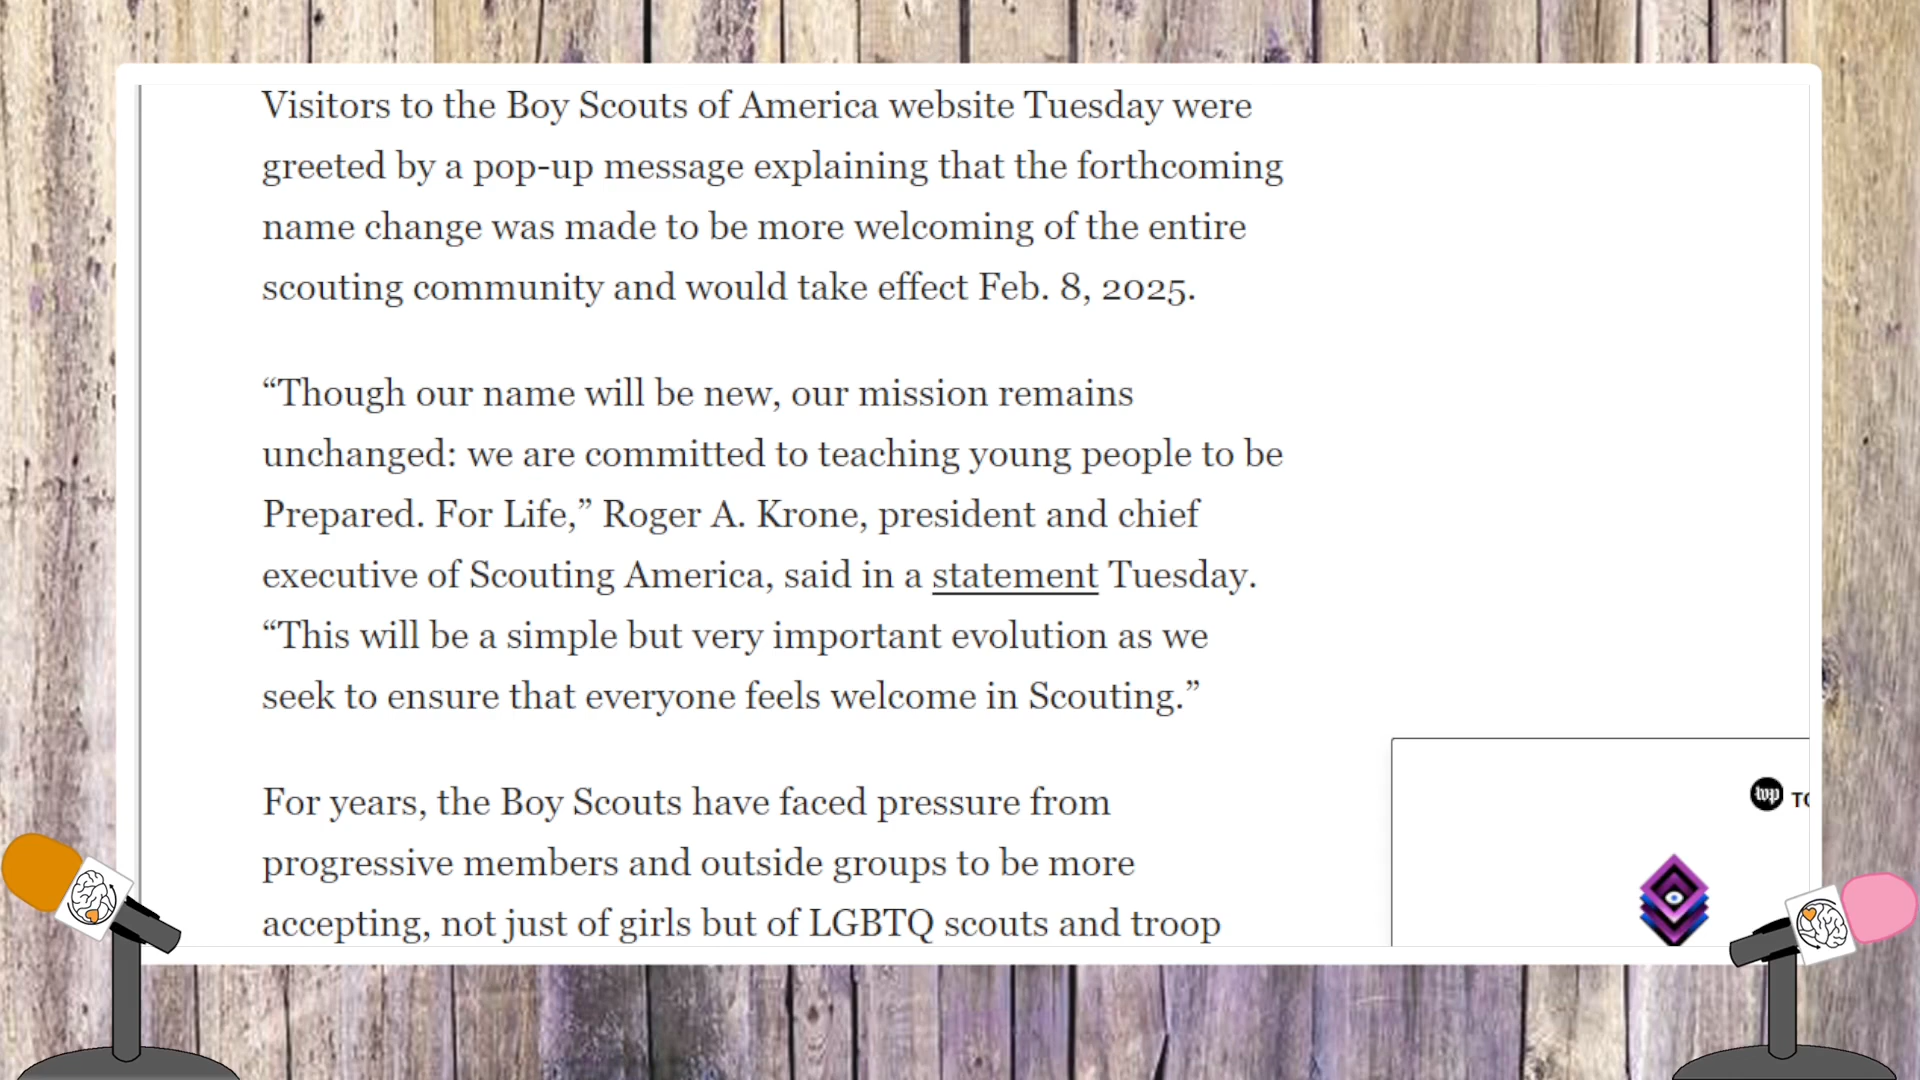 Visitors to the Boy Scouts of America website Tuesday were
greeted by a pop-up message explaining that the forthcoming
name change was made to be more welcoming of the entire
scouting community and would take effect Feb. 8, 2025.
“Though our name will be new, our mission remains
unchanged: we are committed to teaching young people to be
Prepared. For Life,” Roger A. Krone, president and chief
executive of Scouting America, said in a statement Tuesday.
“This will be a simple but very important evolution as we
seek to ensure that everyone feels welcome in Scouting.”
For years, the Boy Scouts have faced pressure from
progressive members and outside groups to be more
accepting, not just of girls but of LGBTQ scouts and troop
wp